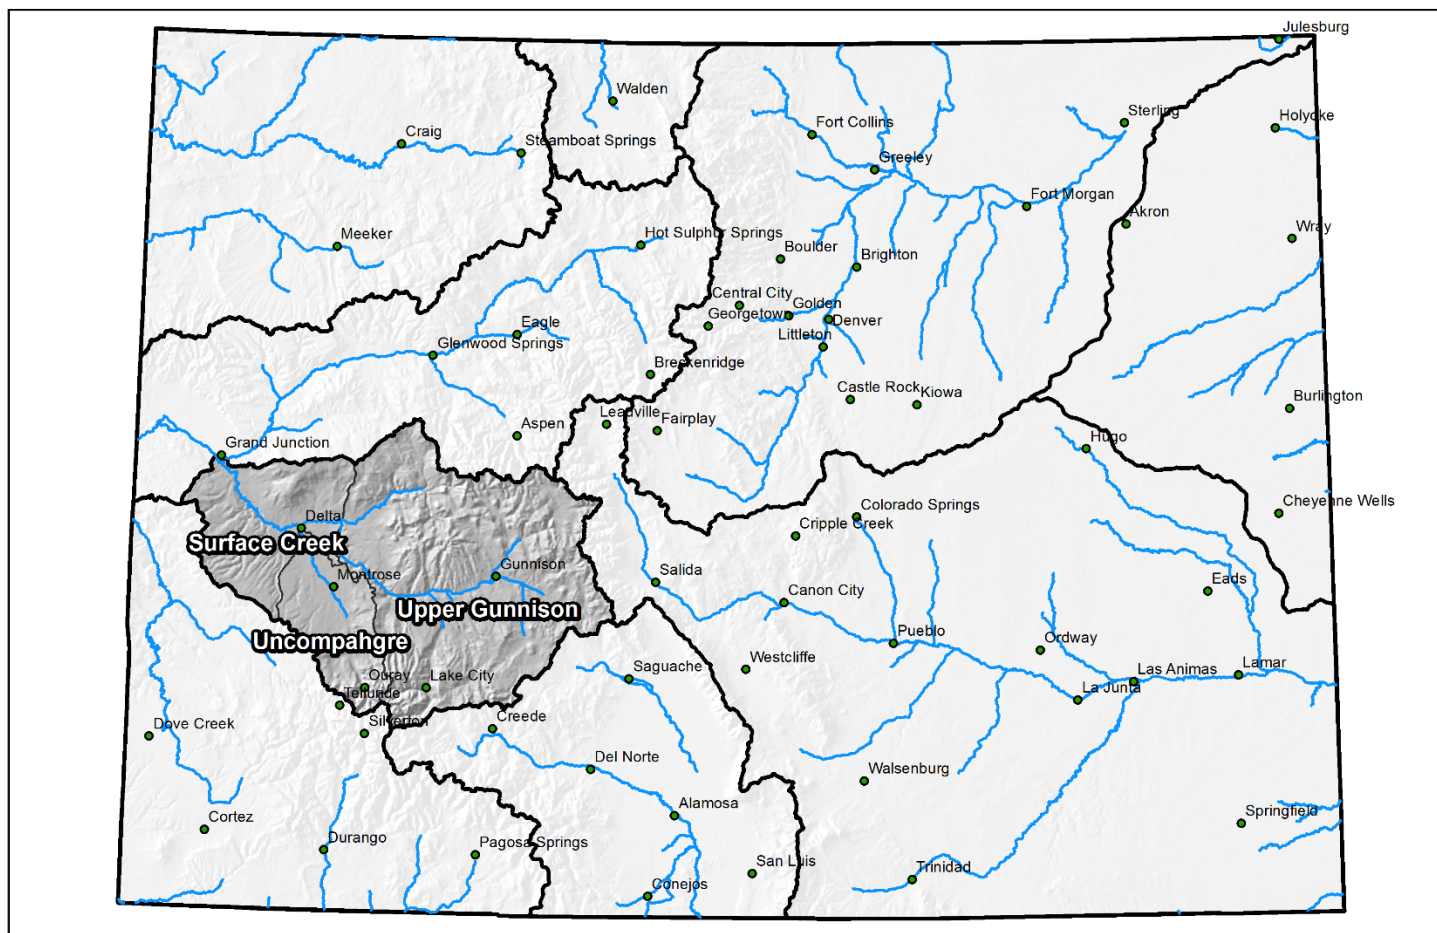 Julesburg
Walden
Sterling
Holyoke
Fort Collins
Craig
Steamboat Springs
Greeley
Fort Morgan
Akron
Wray
Meeker
Hot Sulphur Springs
Boulder
Brighton
Central City
Golden
Georgetown
Denver
Eagle
Littleton
Glenwood Springs
Breckenridge
Castle Rock
Kiowa
Burlington
Leadville
Fairplay
Aspen
Grand Junction
Hugo
Colorado Springs
Cheyenne Wells
Delta
Cripple Creek
Surface Creek
Gunnison
Montrose
Salida
Eads
Canon City
Upper Gunnison
Uncompahgre
Pueblo
Ordway
Westcliffe
Saguache
Las Animas
Lamar
Ouray
Lake City
La Junta
Telluride
Silverton
Creede
Dove Creek
Del Norte
Walsenburg
Alamosa
Springfield
Cortez
Durango
Pagosa Springs
San Luis
Trinidad
Conejos